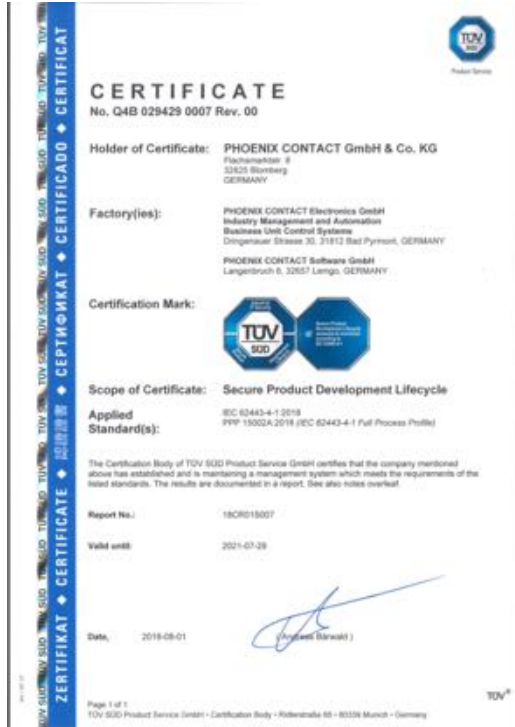 TÜV SÜD
Product Service
CERTIFICATE
No. Q4B 029429 0007 Rev. 00
Holder of Certificate: PHOENIX CONTACT GmbH & Co. KG
Flachsmarktstr. 8
32825 Blomberg
GERMANY
Factory(ies): PHOENIX CONTACT Electronics GmbH
Industry Management and Automation
Business Unit Control Systems
Dringenauer Strasse 30, 31812 Bad Pyrmont, GERMANY
PHOENIX CONTACT Software GmbH
Langenbruch 6, 32657 Lemgo, GERMANY
Certification Mark:
TÜV
SÜD
Scope of Certificate: Secure Product Development Lifecycle
Applied
Standard(s):
IEC 62443-4-1:2018
PPP 15002A:2018 (IEC 62443-4-1 Full Process Profile)
The Certification Body of TÜV SÜD Product Service GmbH certifies that the company mentioned
above has established and is maintaining a management system which meets the requirements of the
listed standards. The results are documented in a report. See also notes overleaf.
Report No.: 18CR015007
Valid until: 2021-07-29
Date, 2018-08-01
(Andreas Bärwald)
Page 1 of 1
TÜV SÜD Product Service GmbH • Certification Body • Ridlerstraße 65 • 80339 Munich • Germany
TÜV®
ZERTIFIKAT ◆ CERTIFICATE ◆ 認證證書 ◆ СЕРТИФИКАТ ◆ CERTIFICADO ◆ CERTIFICAT